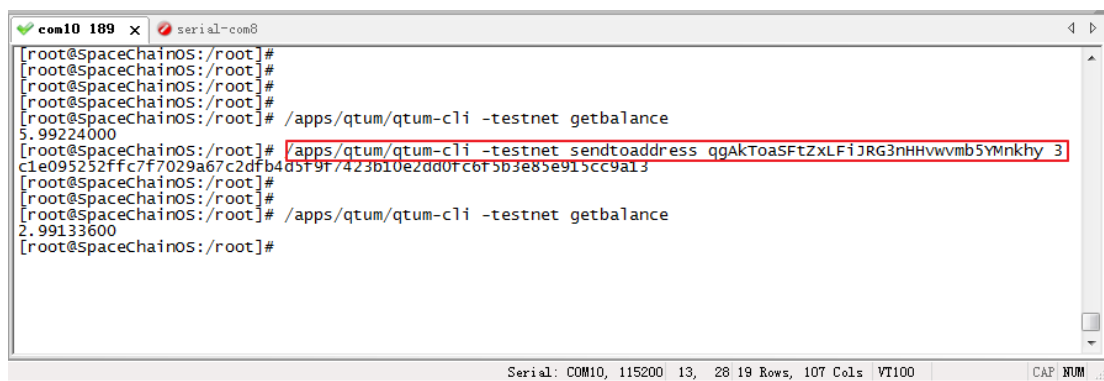 com10 189 x serial-com8
[root@SpaceChainOS:/root]#
[root@SpaceChainOS:/root]#
[root@SpaceChainOS:/root]#
[root@SpaceChainOS:/root]#
[root@SpaceChainOS:/root]# /apps/qtum/qtum-cli -testnet getbalance
5.99224000
[root@SpaceChainOS:/root]# /apps/qtum/qtum-cli -testnet sendtoaddress qgAkToaSFtZxLFiJRG3nHHvwvmb5YMnkhy 3
c1e095252ffc7f7029a67c2dfb4d5f9f7423b10e2dd0fc6f5b3e85e915cc9a13
[root@SpaceChainOS:/root]#
[root@SpaceChainOS:/root]#
[root@SpaceChainOS:/root]# /apps/qtum/qtum-cli -testnet getbalance
2.99133600
[root@SpaceChainOS:/root]#
Serial: COM10, 115200 13, 28 19 Rows, 107 Cols VT100 CAP NUM